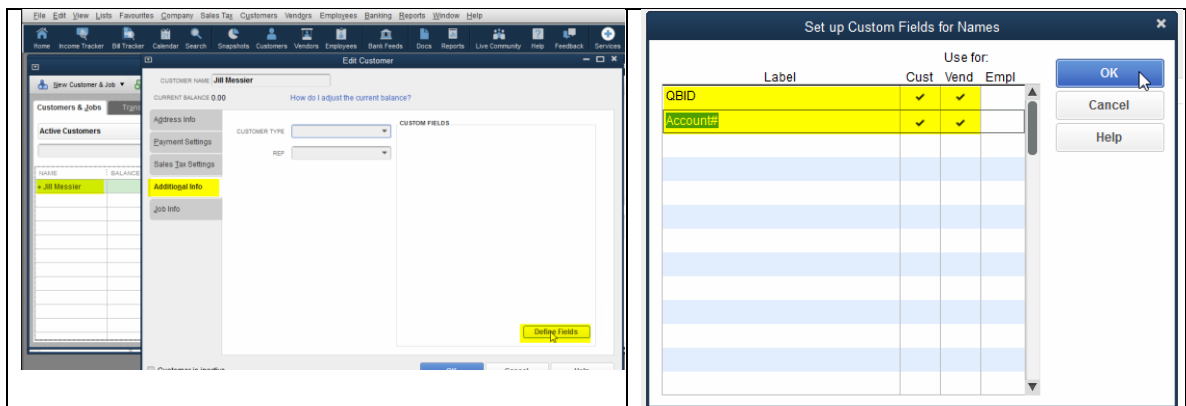 File Edit View Lists Favourites Company Sales Tax Customers Vendors Employees Banking Reports Window Help
Home Income Tracker Bill Tracker Calendar Search Snapshots Customers Vendors Employees Bank Feeds Docs Reports Live Community Help Feedback Services
Edit Customer
New Customer & Job
CUSTOMER NAME Jill Messier
CURRENT BALANCE 0.00 How do I adjust the current balance?
Customers & Jobs
Active Customers
NAME BALANCE
Jill Messier
Address Info
Payment Settings
Sales Tax Settings
Additional Info
Job Info
CUSTOMER TYPE
REP
CUSTOM FIELDS
Define Fields
Set up Custom Fields for Names
Use for:
Label Cust Vend Empl
QBID
Account#
OK
Cancel
Help